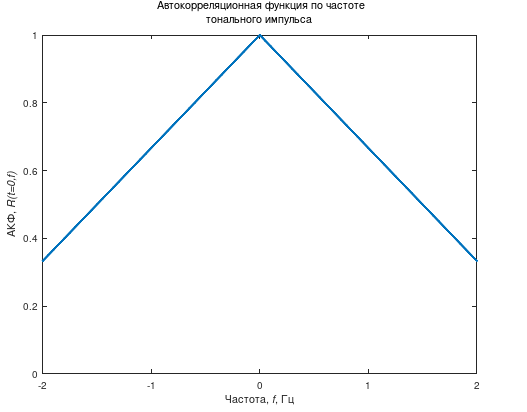 Автокорреляционная функция по частоте
тонального импульса
1
0.8
0.6
0.4
0.2
0
АКФ, R(t=0,f)
-2 -1 0 1 2
Частота, f, Гц